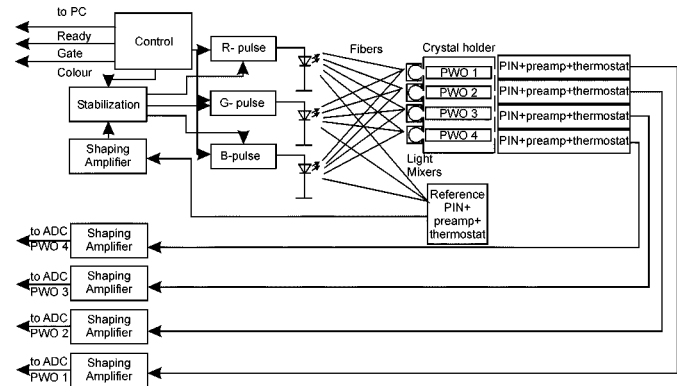 to PC
Ready
Gate
Colour
Control
R- pulse
Fibers
Crystal holder
PWO 1
PIN+preamp+thermostat
Stabilization
G- pulse
PWO 2
PIN+preamp+thermostat
PWO 3
PIN+preamp+thermostat
Shaping
Amplifier
B-pulse
PWO 4
PIN+preamp+thermostat
Light
Mixers
Reference
PIN+
preamp+
thermostat
to ADC
PWO 4
Shaping
Amplifier
to ADC
PWO 3
Shaping
Amplifier
to ADC
PWO 2
Shaping
Amplifier
to ADC
PWO 1
Shaping
Amplifier